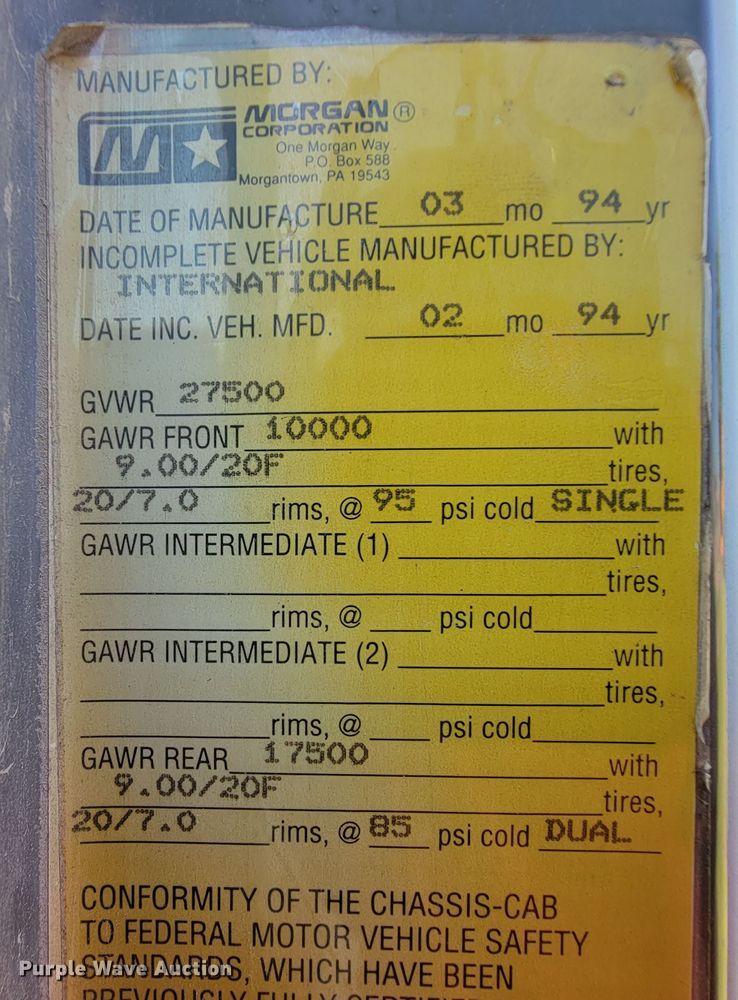 MANUFACTURED BY:
MORGAN ®
CORPORATION
One Morgan Way
P.O. Box 588
Morgantown, PA 19543
DATE OF MANUFACTURE 03 mo 94 yr
INCOMPLETE VEHICLE MANUFACTURED BY:
INTERNATIONAL
DATE INC. VEH. MFD. 02 mo 94 yr
GVWR 27500
GAWR FRONT 10000 with
9.00/20F tires,
20/7.0 rims, @ 95 psi cold SINGLE
GAWR INTERMEDIATE (1) with
tires,
rims, @ psi cold
GAWR INTERMEDIATE (2) with
tires,
rims, @ psi cold
GAWR REAR 17500 with
9.00/20F tires,
20/7.0 rims, @ 85 psi cold DUAL
CONFORMITY OF THE CHASSIS-CAB
TO FEDERAL MOTOR VEHICLE SAFETY
STANDARDS, WHICH HAVE BEEN
PREVIOUSLY FULLY
Purple Wave Auction